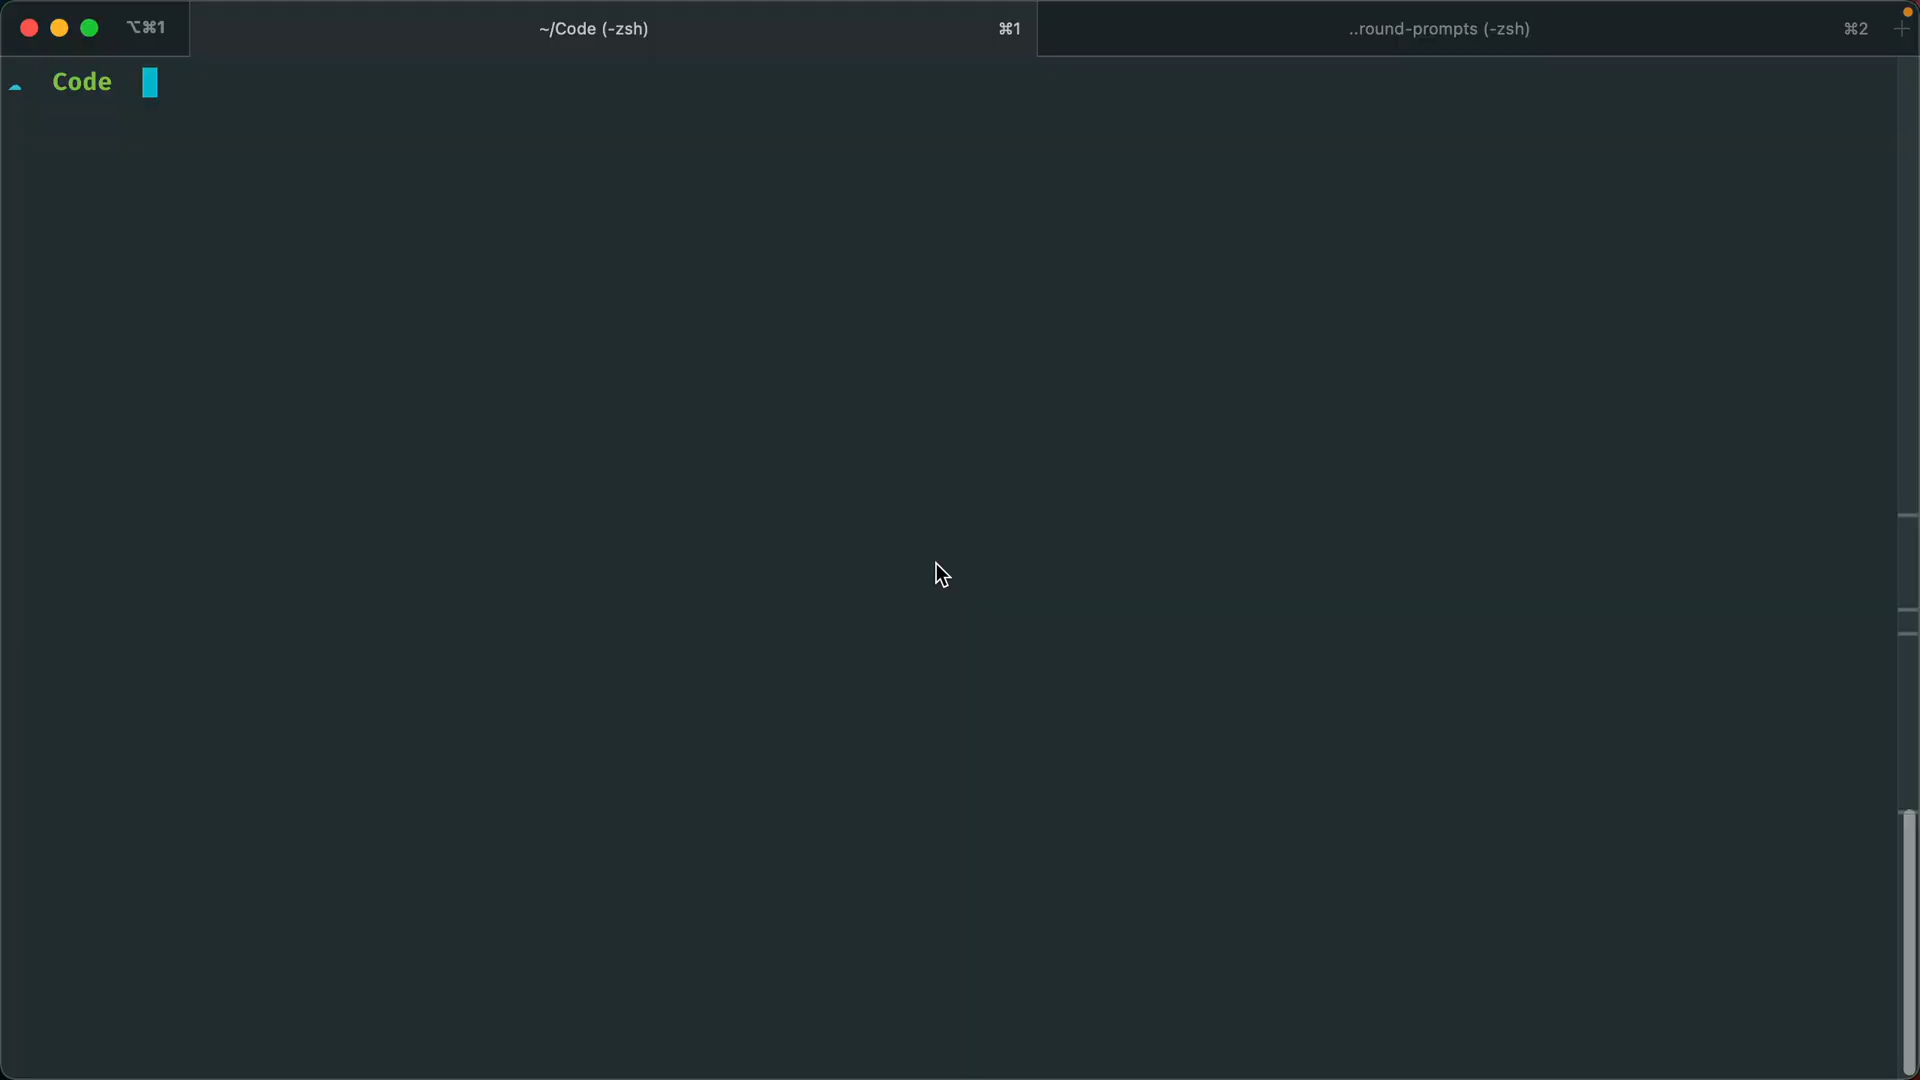 ⌥⌘1
~/Code (-zsh)
⌘1
..round-prompts (-zsh)
⌘2
☁ Code